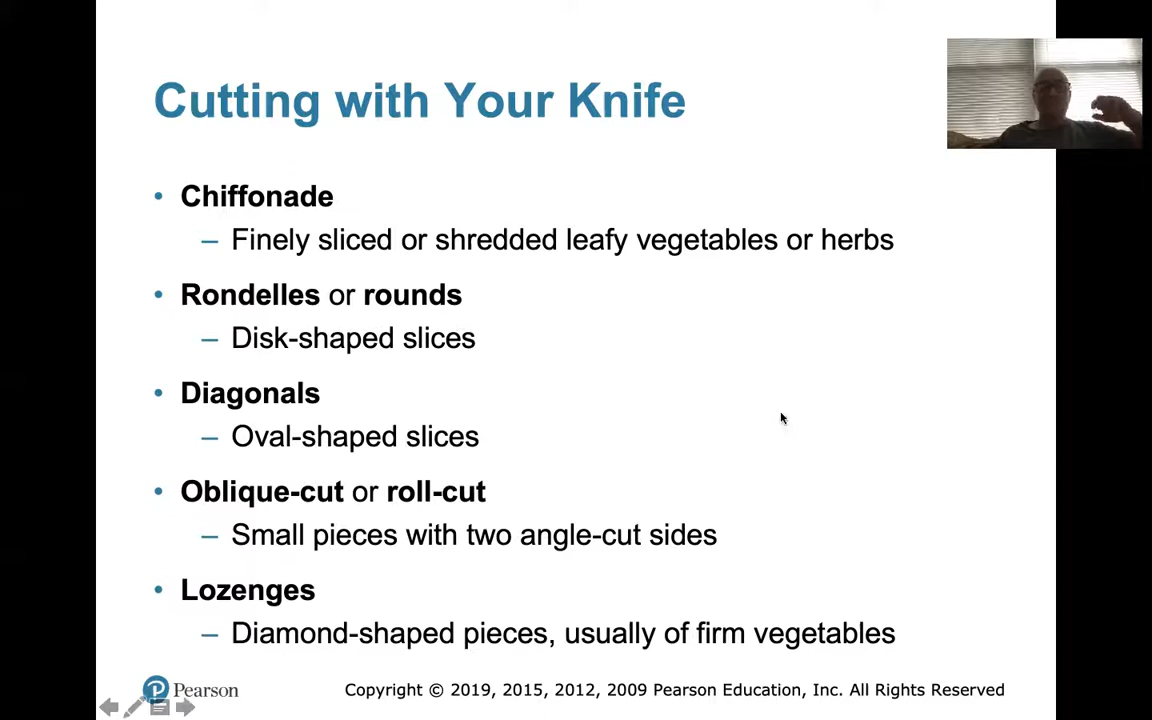 Cutting with Your Knife
• Chiffonade
– Finely sliced or shredded leafy vegetables or herbs
• Rondelles or rounds
– Disk-shaped slices
• Diagonals
– Oval-shaped slices
• Oblique-cut or roll-cut
– Small pieces with two angle-cut sides
• Lozenges
– Diamond-shaped pieces, usually of firm vegetables
P Pearson
Copyright © 2019, 2015, 2012, 2009 Pearson Education, Inc. All Rights Reserved